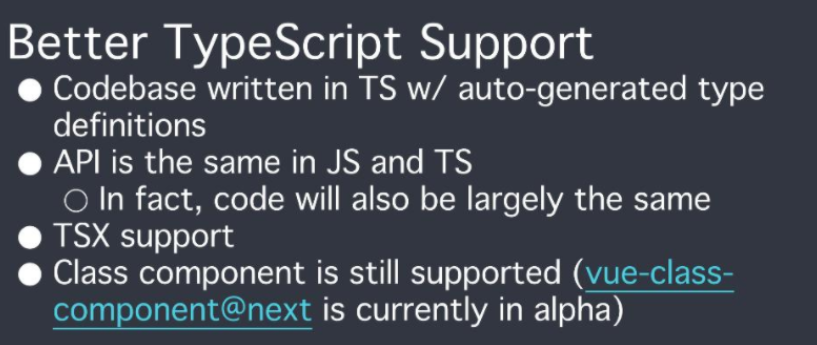 Better TypeScript Support
● Codebase written in TS w/ auto-generated type
definitions
● API is the same in JS and TS
○ In fact, code will also be largely the same
● TSX support
● Class component is still supported (vue-class-
component@next is currently in alpha)